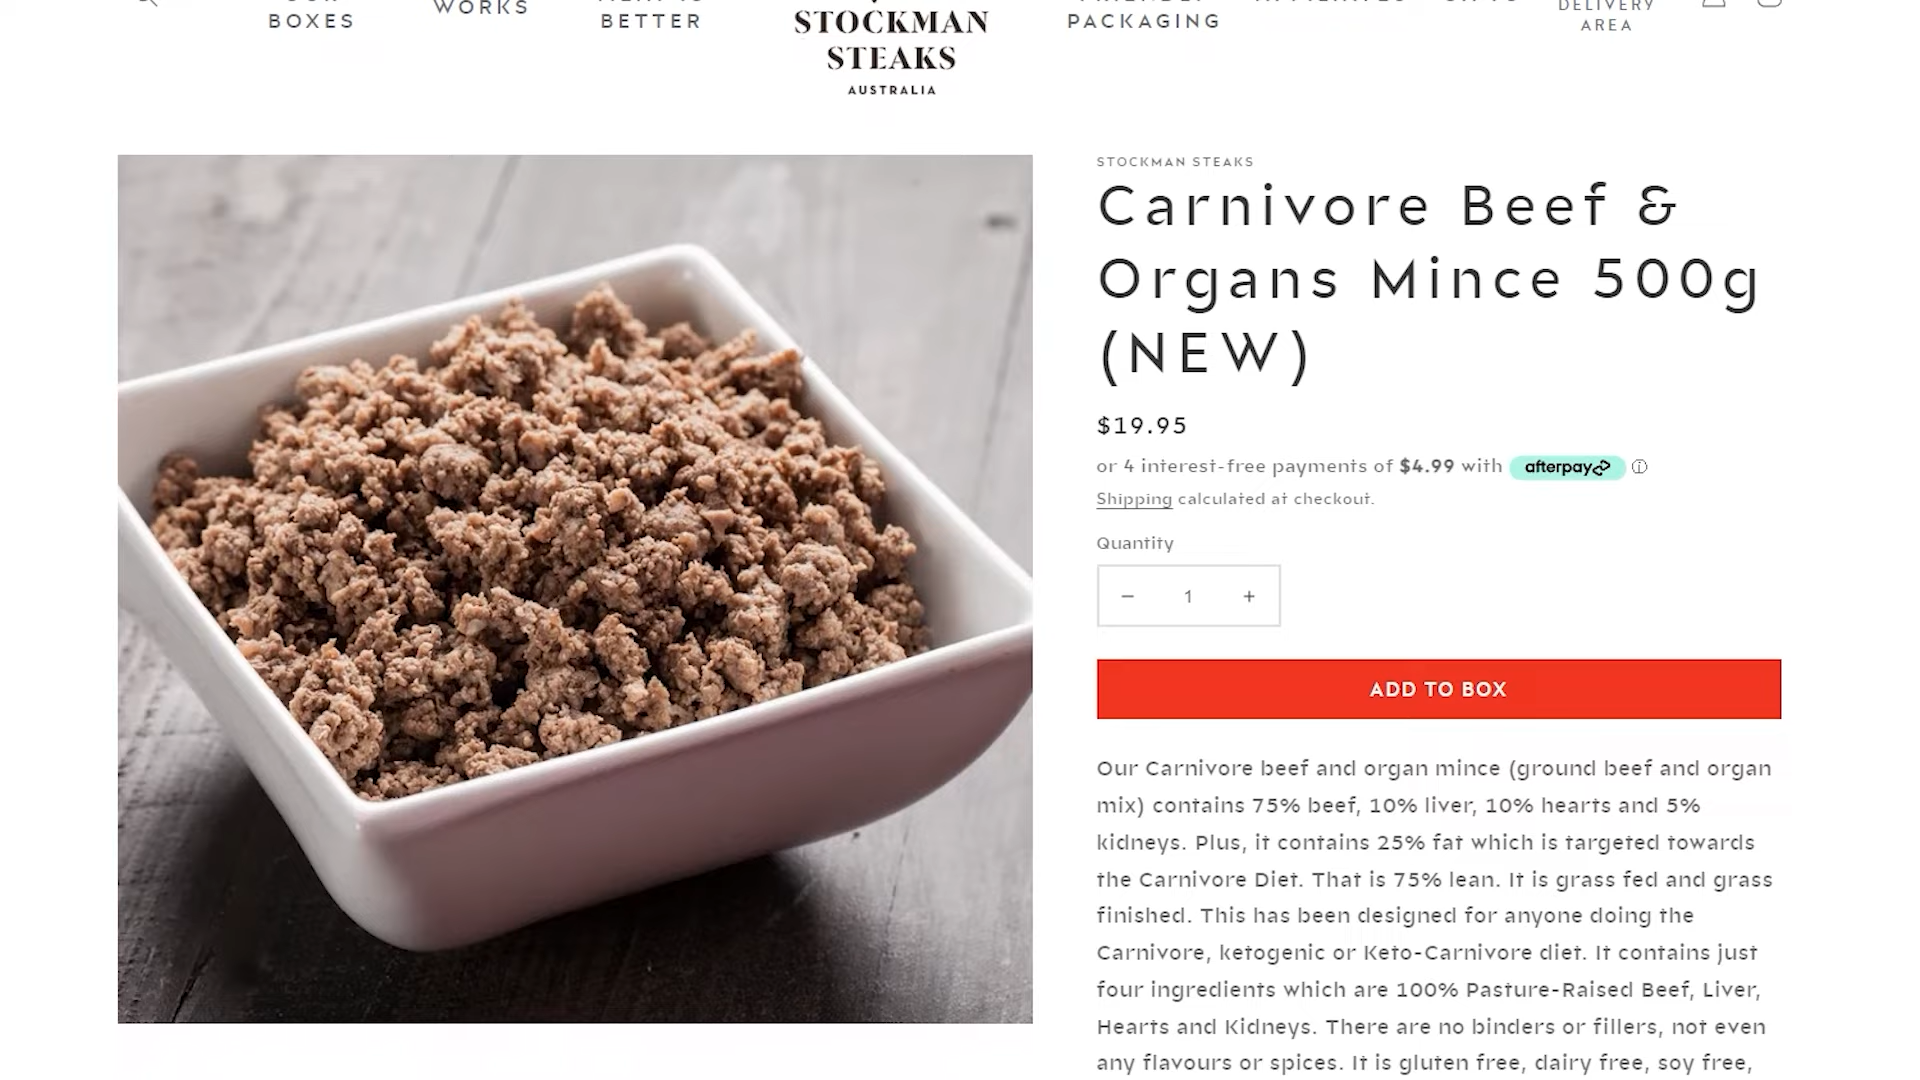 BOXES
WORKS
BETTER
STOCKMAN
STEAKS
AUSTRALIA
PACKAGING
DELIVERY
AREA
STOCKMAN STEAKS
Carnivore Beef &
Organs Mince 500g
(NEW)
$19.95
or 4 interest-free payments of $4.99 with afterpay
Shipping calculated at checkout.
Quantity
− 1 +
ADD TO BOX
Our Carnivore beef and organ mince (ground beef and organ
mix) contains 75% beef, 10% liver, 10% hearts and 5%
kidneys. Plus, it contains 25% fat which is targeted towards
the Carnivore Diet. That is 75% lean. It is grass fed and grass
finished. This has been designed for anyone doing the
Carnivore, ketogenic or Keto-Carnivore diet. It contains just
four ingredients which are 100% Pasture-Raised Beef, Liver,
Hearts and Kidneys. There are no binders or fillers, not even
any flavours or spices. It is gluten free, dairy free, soy free,